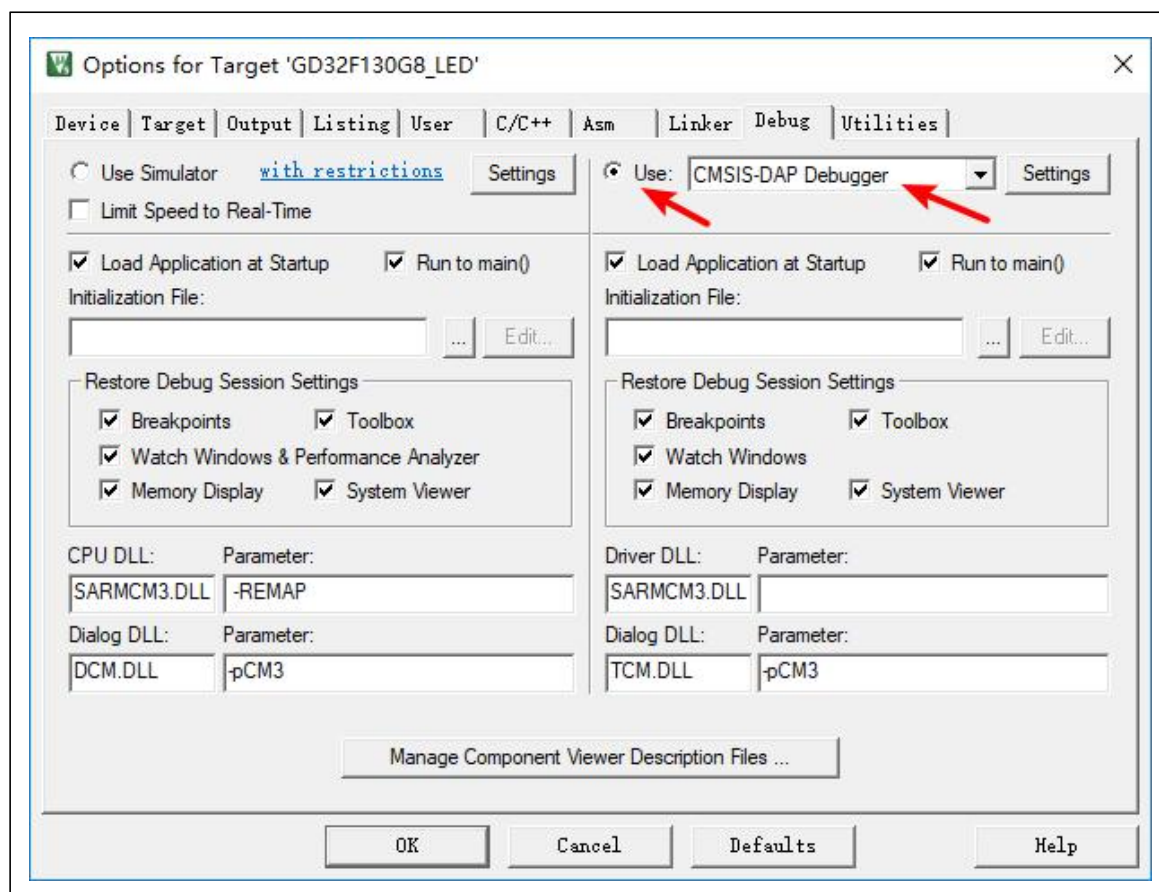 Options for Target 'GD32F130G8_LED'
Device Target Output Listing User C/C++ Asm Linker Debug Utilities
Use Simulator with restrictions Settings
Limit Speed to Real-Time
Use: CMSIS-DAP Debugger Settings
Load Application at Startup Run to main()
Initialization File:
... Edit...
Load Application at Startup Run to main()
Initialization File:
... Edit...
Restore Debug Session Settings
Breakpoints Toolbox
Watch Windows & Performance Analyzer
Memory Display System Viewer
Restore Debug Session Settings
Breakpoints Toolbox
Watch Windows
Memory Display System Viewer
CPU DLL: Parameter:
SARMCM3.DLL -REMAP
Dialog DLL: Parameter:
DCM.DLL -pCM3
Driver DLL: Parameter:
SARMCM3.DLL
Dialog DLL: Parameter:
TCM.DLL -pCM3
Manage Component Viewer Description Files ...
OK Cancel Defaults Help